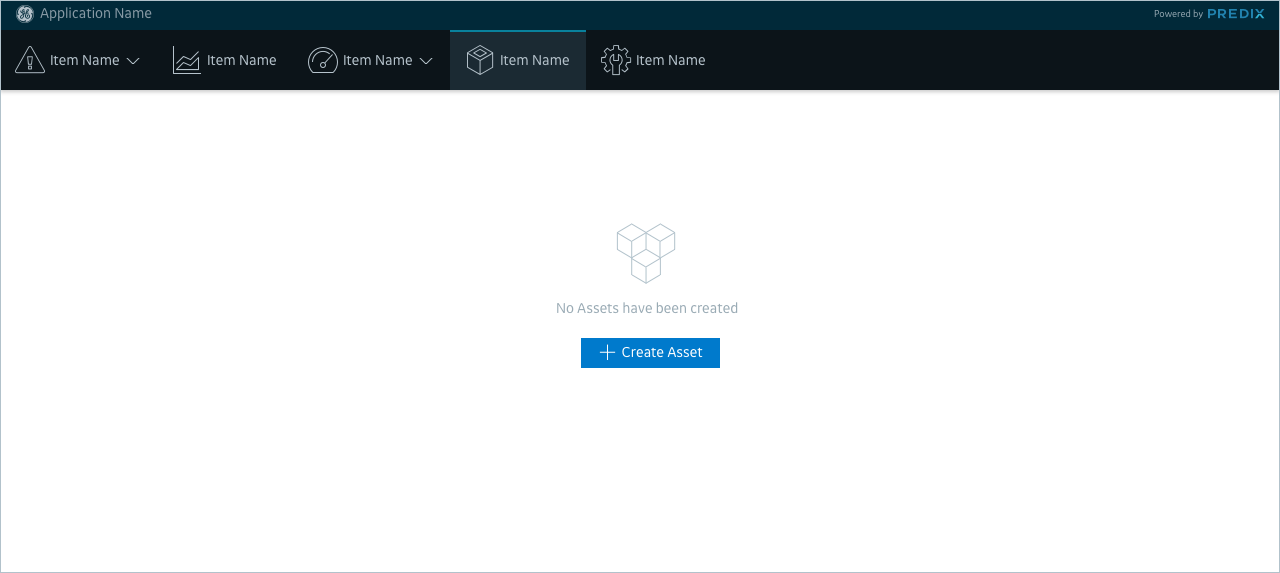 Application Name
Powered by PREDIX
Item Name
Item Name
Item Name
Item Name
Item Name
No Assets have been created
Create Asset